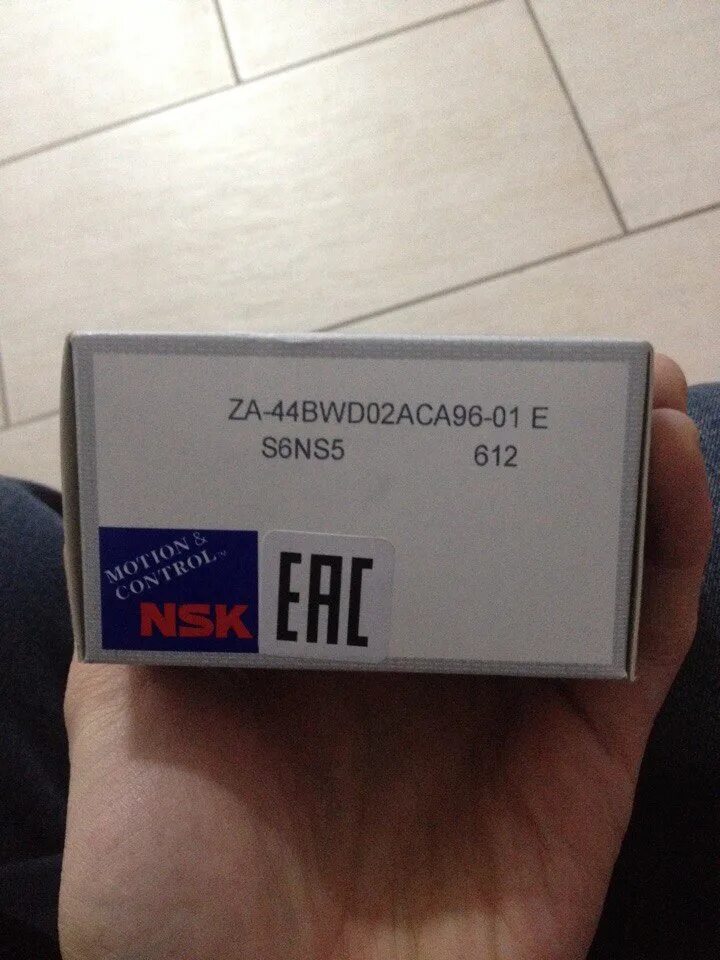 ZA-44BWD02ACA96-01 E
S6NS5 612
MOTION &
CONTROL™
NSK
EAC